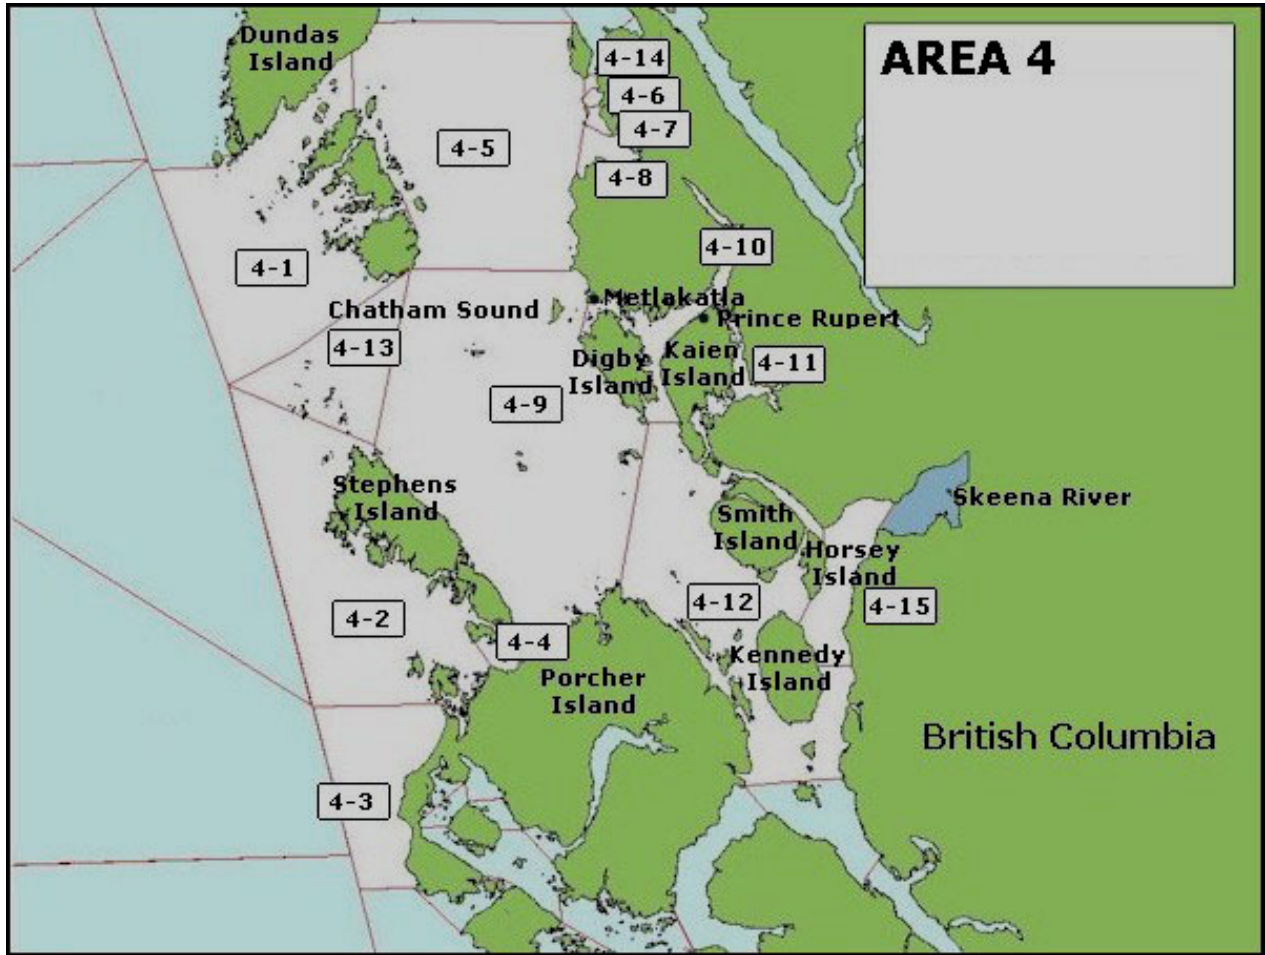 Dundas
Island
AREA 4
4-14
4-6
4-7
4-5
4-8
4-10
4-1
Metlakatla
Chatham Sound
Prince Rupert
4-13
Digby
Island
Kaien
Island
4-11
4-9
Stephens
Island
Skeena River
Smith
Island
Horsey
Island
4-12
4-15
4-2
4-4
Kennedy
Island
Porcher
Island
British Columbia
4-3